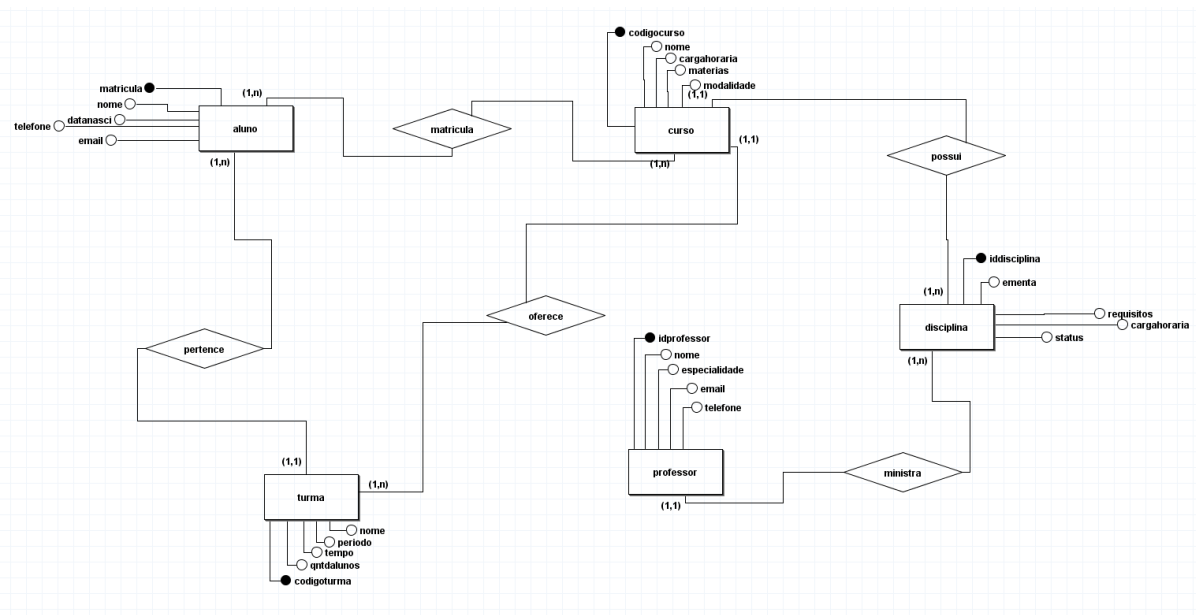 codigocurso
nome
cargahoraria
materias
modalidade
(1,1)
matricula
nome
datanasci
telefone
email
(1,n)
aluno
(1,n)
matricula
curso
(1,1)
(1,n)
possui
iddisciplina
ementa
(1,n)
requisitos
cargahoraria
status
disciplina
(1,n)
oferece
pertence
idprofessor
nome
especialidade
email
telefone
professor
(1,1)
ministra
(1,1)
(1,n)
turma
nome
periodo
tempo
qntdalunos
codigoturma